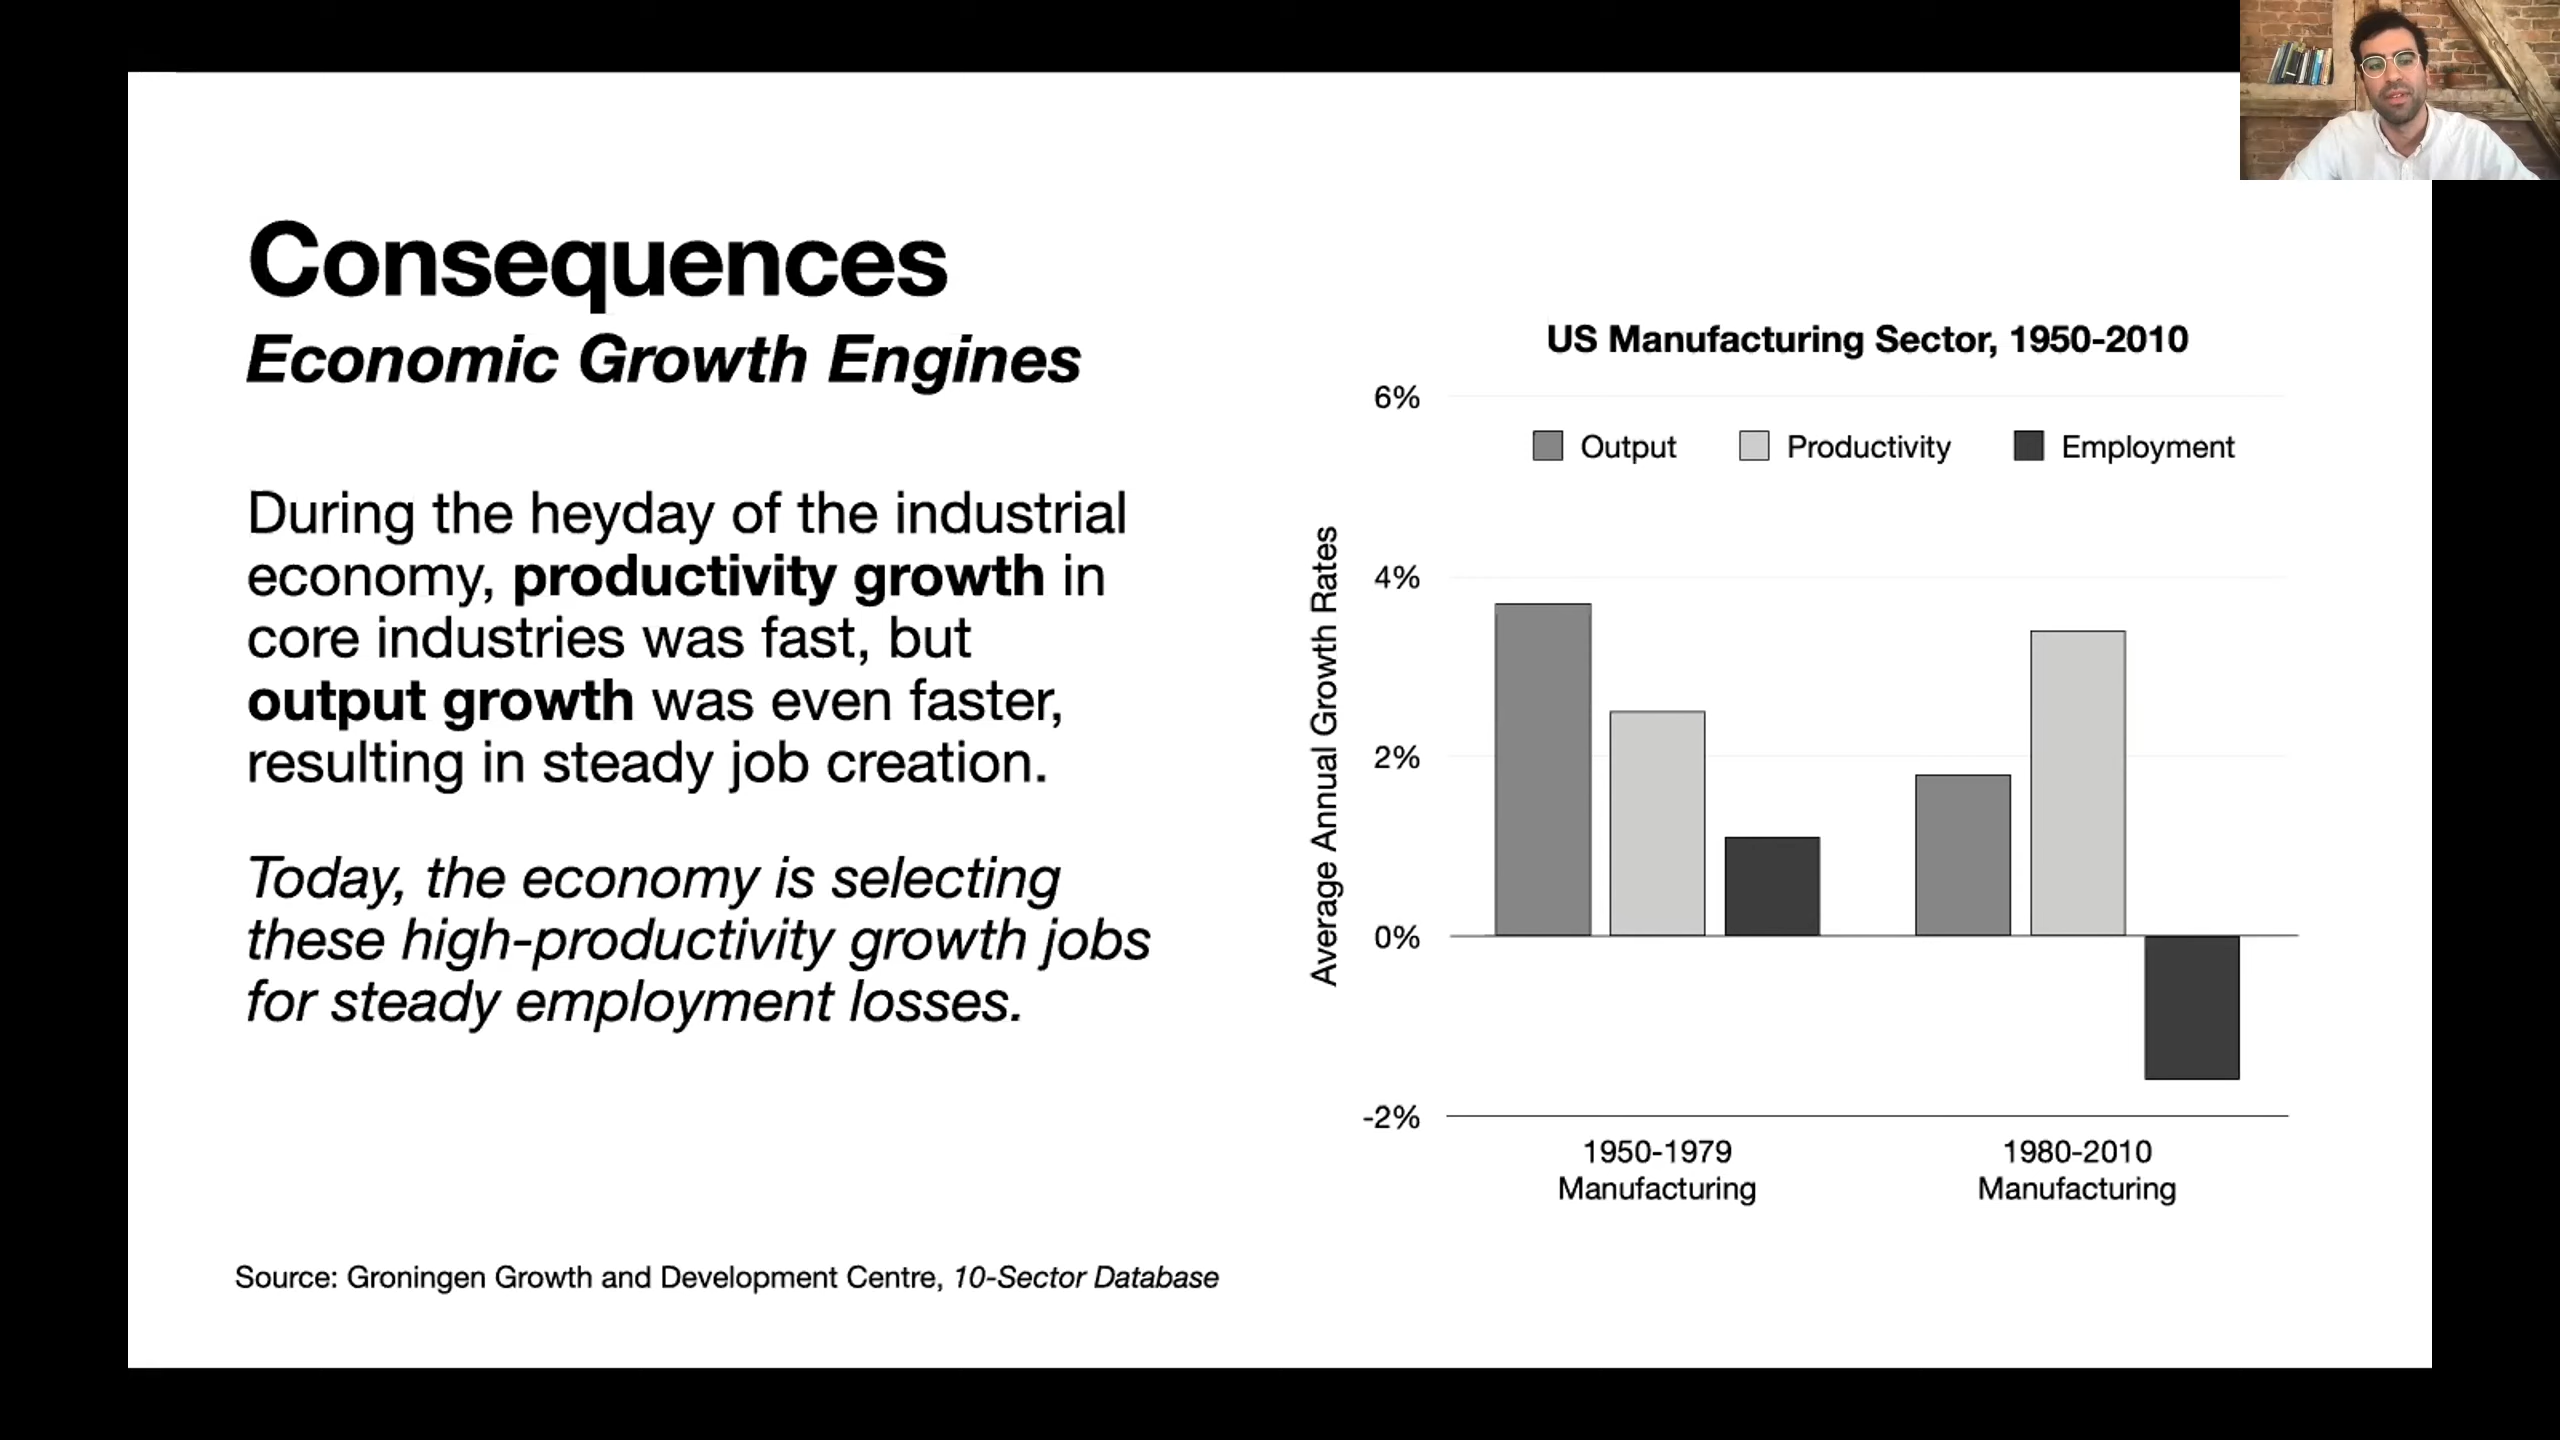 Consequences
Economic Growth Engines
During the heyday of the industrial
economy, productivity growth in
core industries was fast, but
output growth was even faster,
resulting in steady job creation.
Today, the economy is selecting
these high-productivity growth jobs
for steady employment losses.
Source: Groningen Growth and Development Centre, 10-Sector Database
US Manufacturing Sector, 1950-2010
6%
Output Productivity Employment
Average Annual Growth Rates
4%
2%
0%
-2%
1950-1979 1980-2010
Manufacturing Manufacturing